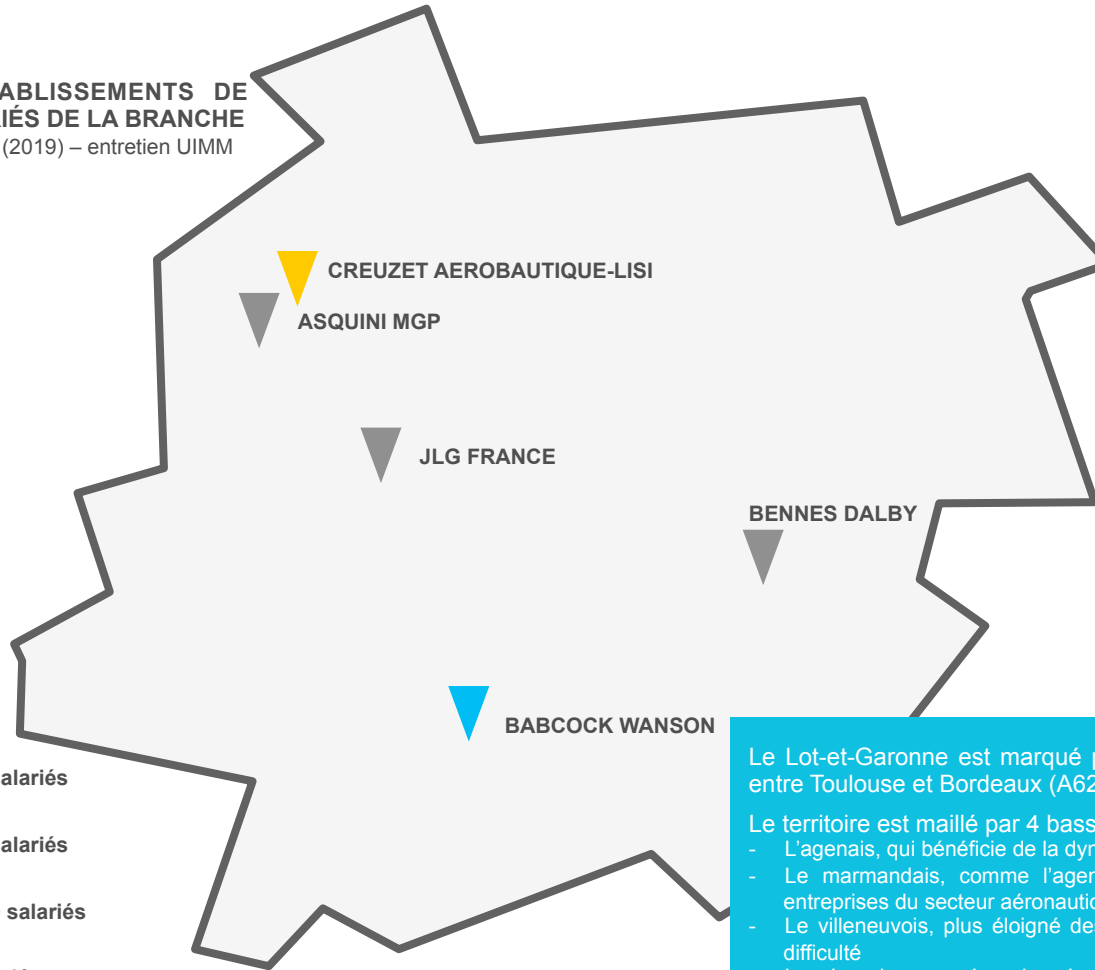 ABLISSEMENTS DE
IÉS DE LA BRANCHE
(2019) – entretien UIMM
CREUZET AEROBAUTIQUE-LISI
ASQUINI MGP
JLG FRANCE
BENNES DALBY
BABCOCK WANSON
alariés
alariés
salariés
Le Lot-et-Garonne est marqué p
entre Toulouse et Bordeaux (A62
Le territoire est maillé par 4 bass
- L’agenais, qui bénéficie de la dyn
- Le marmandais, comme l’agen
entreprises du secteur aéronautic
- Le villeneuvois, plus éloigné des
difficulté